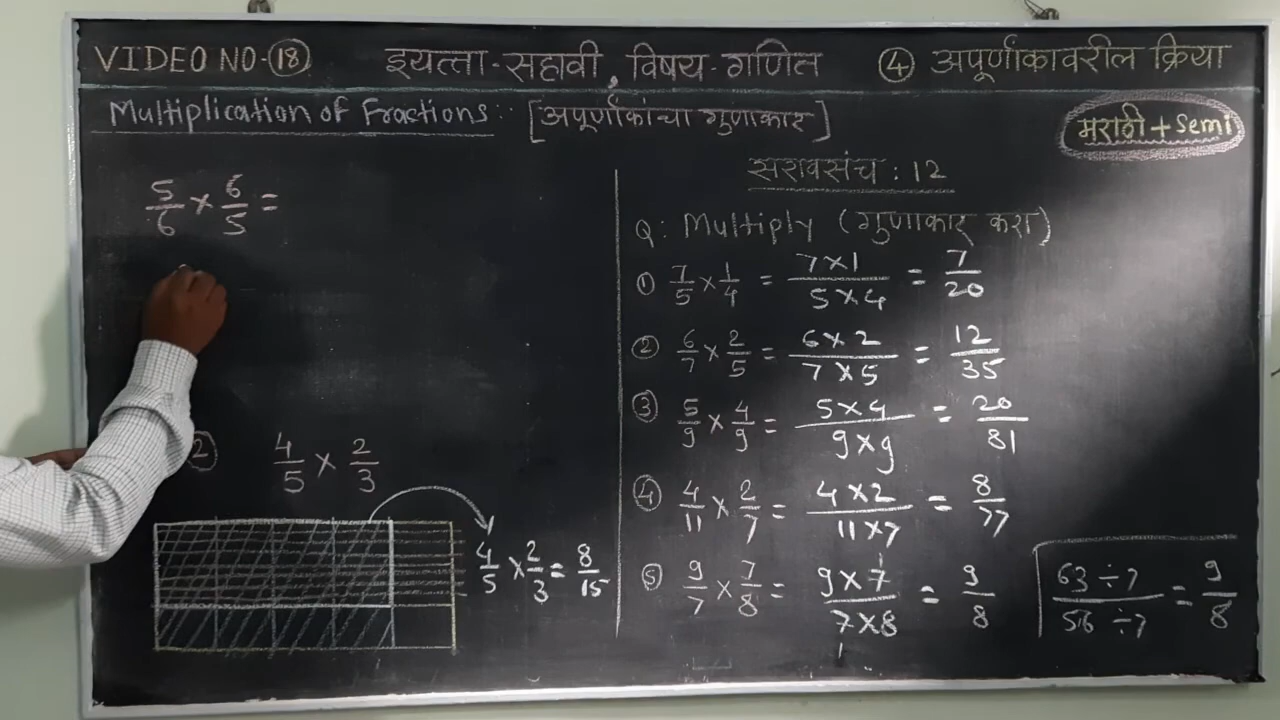 VIDEO NO-18 इयत्ता-सहावी, विषय-गणित ④ अपूर्णांकावरील क्रिया
Multiplication of Fractions: [अपूर्णांकांचा गुणाकार]
मराठी + Semi
5/6 × 6/5 =
② 4/5 × 2/3
4/5 × 2/3 = 8/15
सरावसंच : 12
Q: Multiply (गुणाकार करा)
① 7/5 × 1/4 = 7×1/5×4 = 7/20
② 6/7 × 2/5 = 6×2/7×5 = 12/35
③ 5/9 × 4/9 = 5×4/9×9 = 20/81
④ 4/11 × 2/7 = 4×2/11×7 = 8/77
⑤ 9/7 × 7/8 = 9×7/7×8 = 9/8
63÷7/56÷7 = 9/8